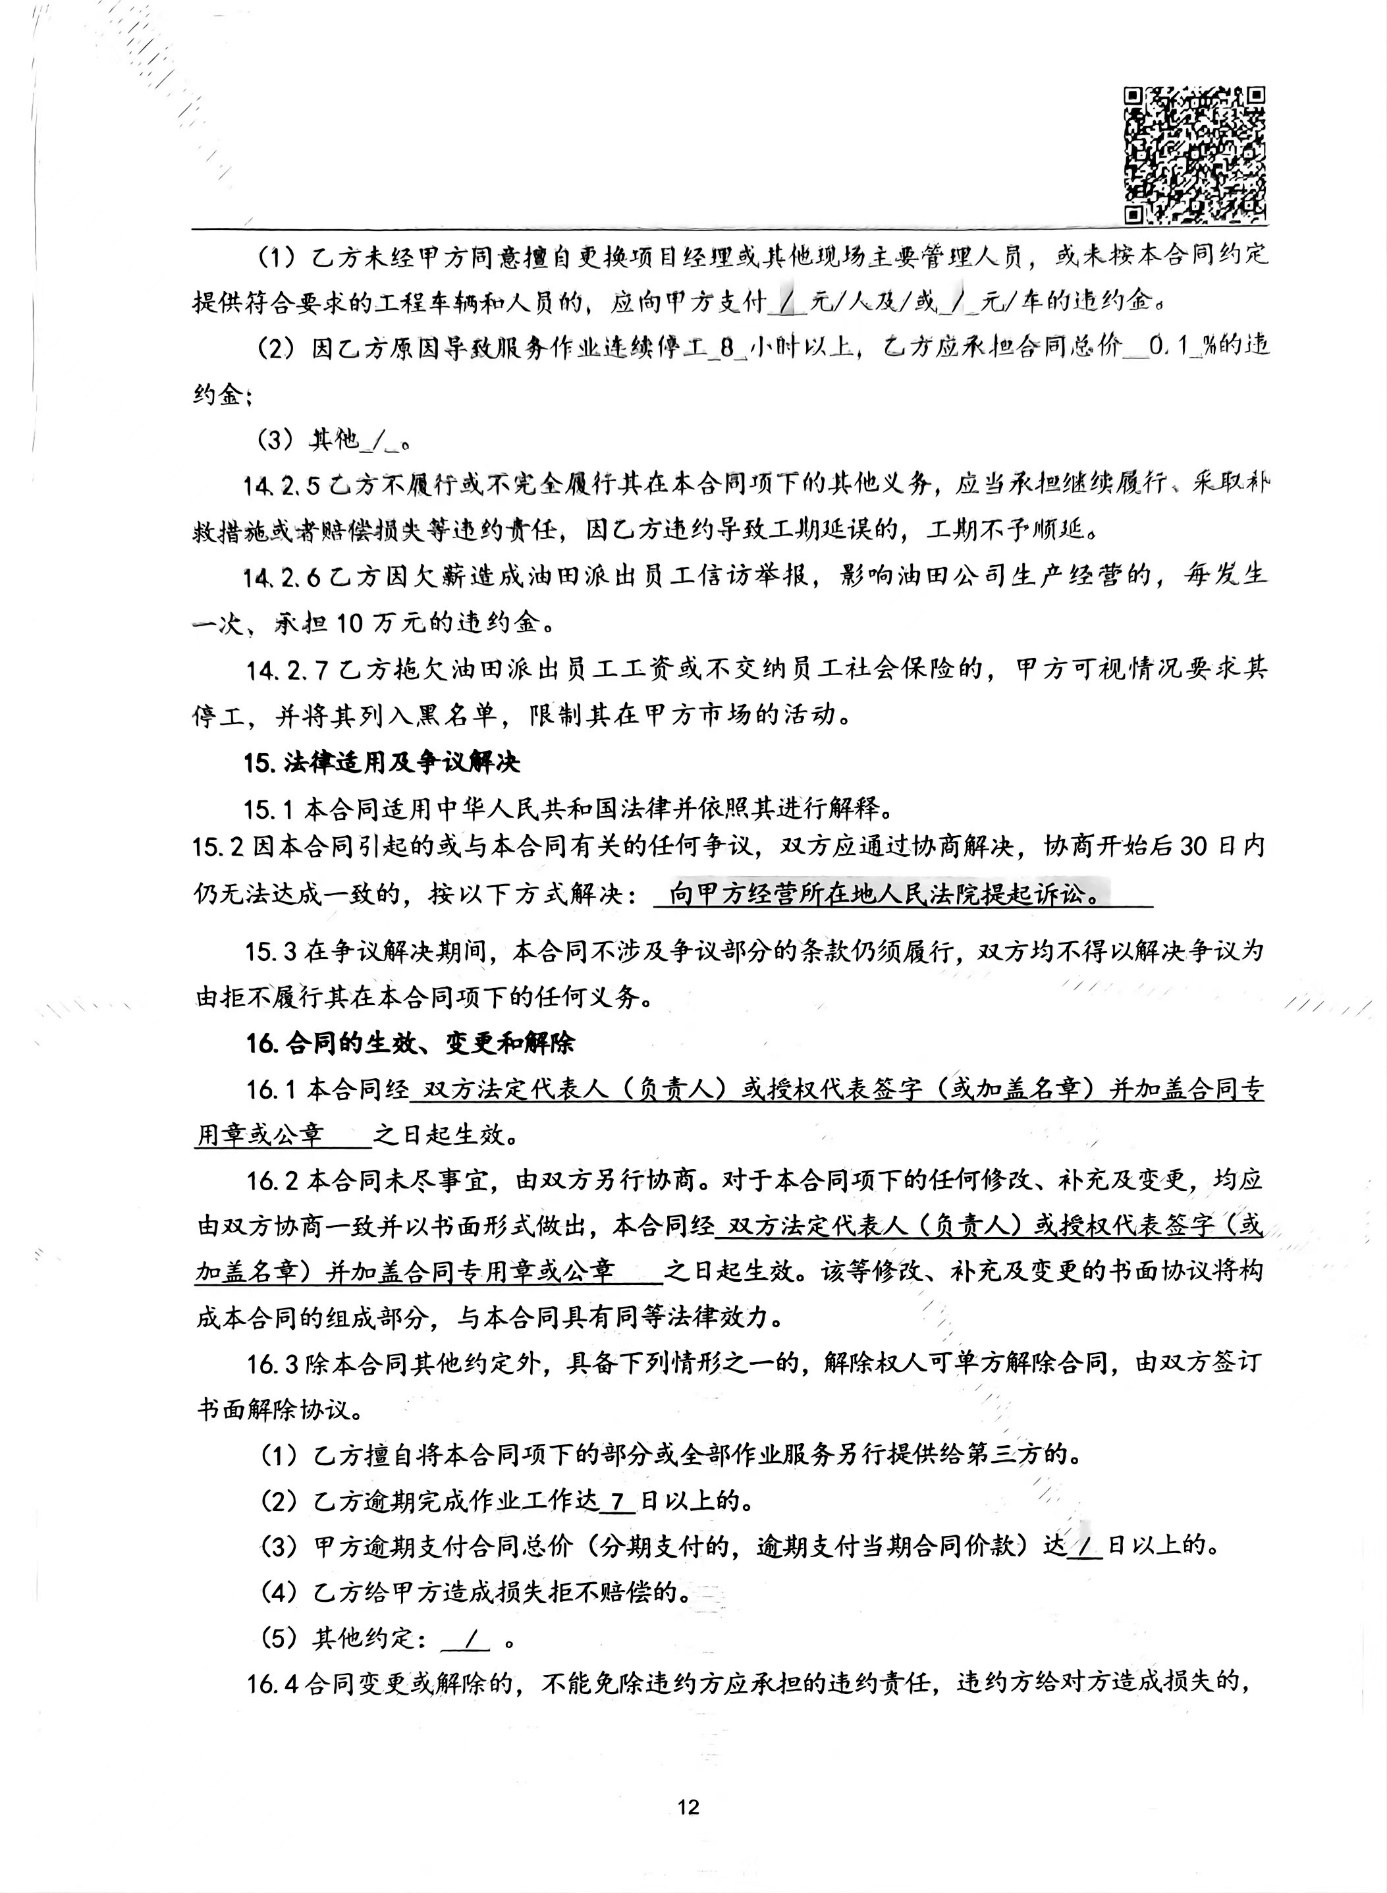 （1）乙方未经甲方同意擅自更换项目经理或其他现场主要管理人员，或未按本合同约定
提供符合要求的工程车辆和人员的，应向甲方支付_/_元/人及/或_/_元/车的违约金。
（2）因乙方原因导致服务作业连续停工_8_小时以上，乙方应承担合同总价__0.1_%的违
约金；
（3）其他_/_。
14.2.5乙方不履行或不完全履行其在本合同项下的其他义务，应当承担继续履行、采取补
救措施或者赔偿损失等违约责任，因乙方违约导致工期延误的，工期不予顺延。
14.2.6乙方因欠薪造成油田派出员工信访举报，影响油田公司生产经营的，每发生
一次、承担10万元的违约金。
14.2.7乙方拖欠油田派出员工工资或不交纳员工社会保险的，甲方可视情况要求其
停工，并将其列入黑名单，限制其在甲方市场的活动。
15.法律适用及争议解决
15.1本合同适用中华人民共和国法律并依照其进行解释。
15.2因本合同引起的或与本合同有关的任何争议，双方应通过协商解决，协商开始后30日内
仍无法达成一致的，按以下方式解决：_向甲方经营所在地人民法院提起诉讼。___
15.3在争议解决期间，本合同不涉及争议部分的条款仍须履行，双方均不得以解决争议为
由拒不履行其在本合同项下的任何义务。
16.合同的生效、变更和解除
16.1本合同经 双方法定代表人（负责人）或授权代表签字（或加盖名章）并加盖合同专
用章或公章___之日起生效。
16.2本合同未尽事宜，由双方另行协商。对于本合同项下的任何修改、补充及变更，均应
由双方协商一致并以书面形式做出，本合同经 双方法定代表人（负责人）或授权代表签字（或
加盖名章）并加盖合同专用章或公章___之日起生效。该等修改、补充及变更的书面协议将构
成本合同的组成部分，与本合同具有同等法律效力。
16.3除本合同其他约定外，具备下列情形之一的，解除权人可单方解除合同，由双方签订
书面解除协议。
（1）乙方擅自将本合同项下的部分或全部作业服务另行提供给第三方的。
（2）乙方逾期完成作业工作达_7_日以上的。
（3）甲方逾期支付合同总价（分期支付的，逾期支付当期合同价款）达_/_日以上的。
（4）乙方给甲方造成损失拒不赔偿的。
（5）其他约定：__/__。
16.4合同变更或解除的，不能免除违约方应承担的违约责任，违约方给对方造成损失的，
12